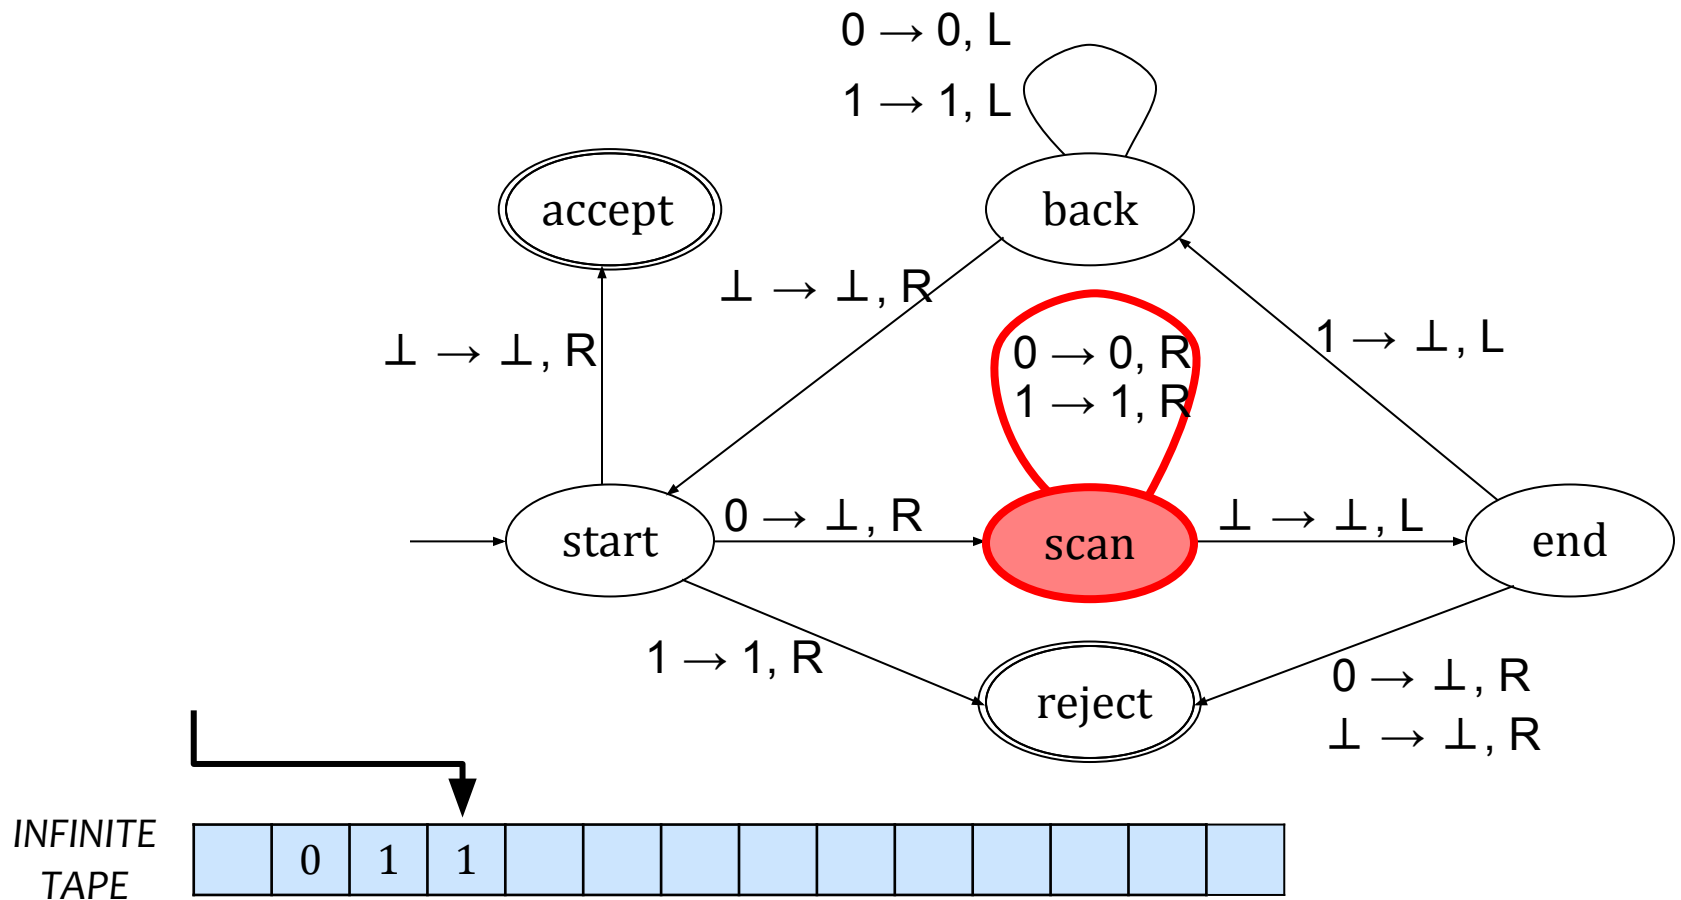 0 → 0, L
1 → 1, L
accept
back
⊥ → ⊥, R
⊥ → ⊥, R
0 → 0, R
1 → 1, R
1 → ⊥, L
start
0 → ⊥, R
scan
⊥ → ⊥, L
end
1 → 1, R
reject
0 → ⊥, R
⊥ → ⊥, R
INFINITE
TAPE
0 1 1